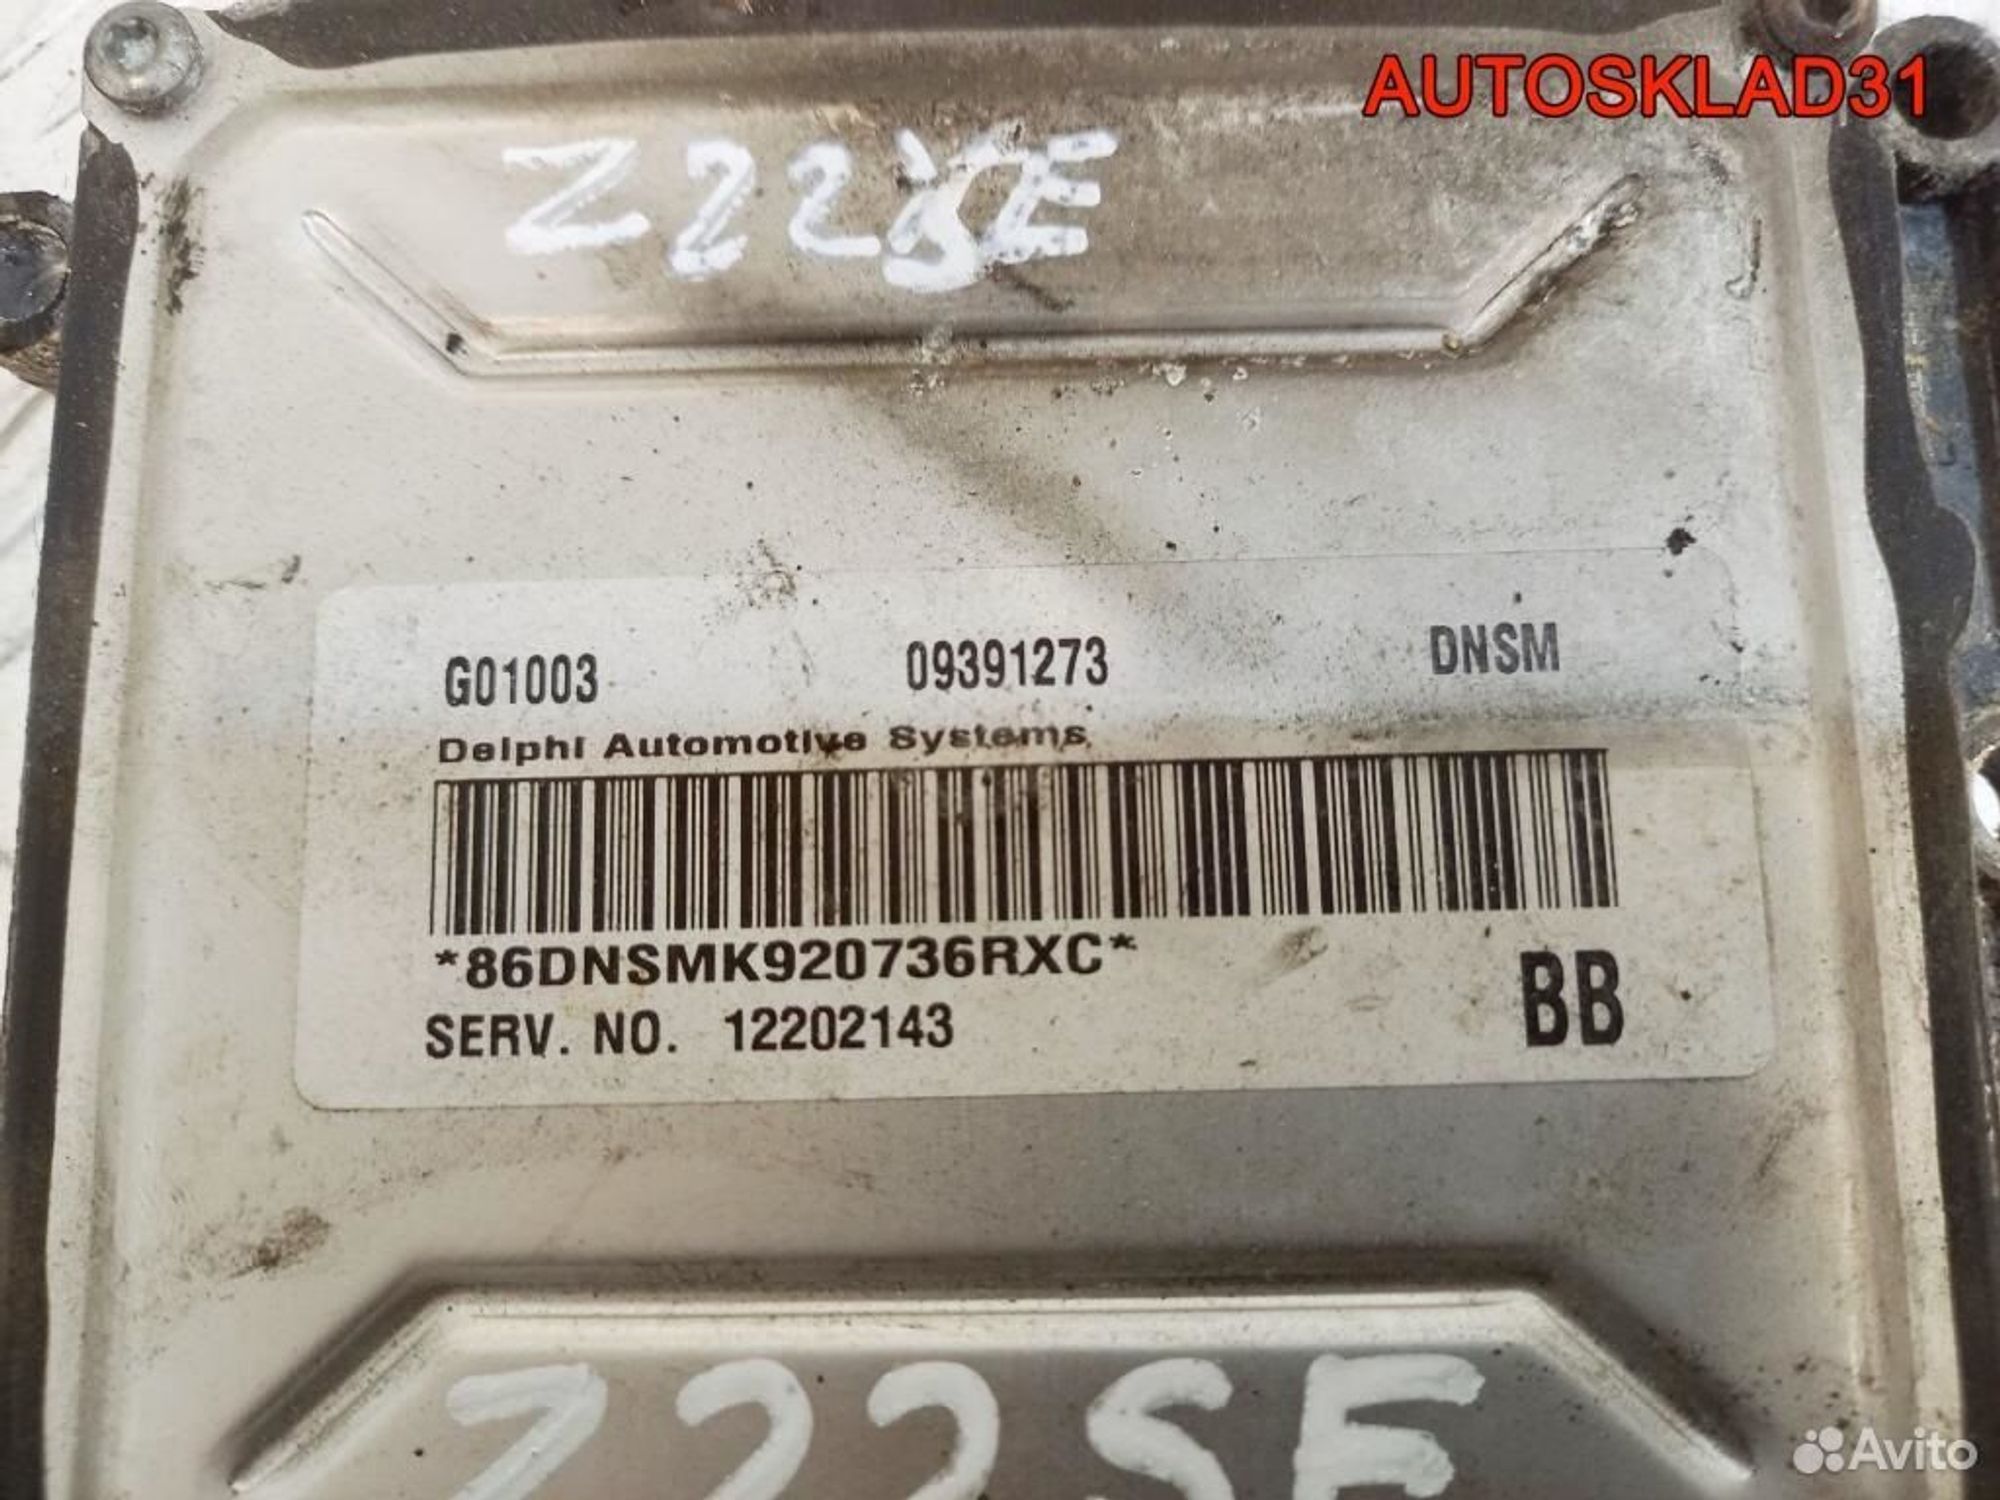 AUTOSKLAD31
Z22SE
G01003 09391273 DNSM
Delphi Automotive Systems
*86DNSMK920736RXC*
SERV. NO. 12202143 BB
Z22SE
Avito